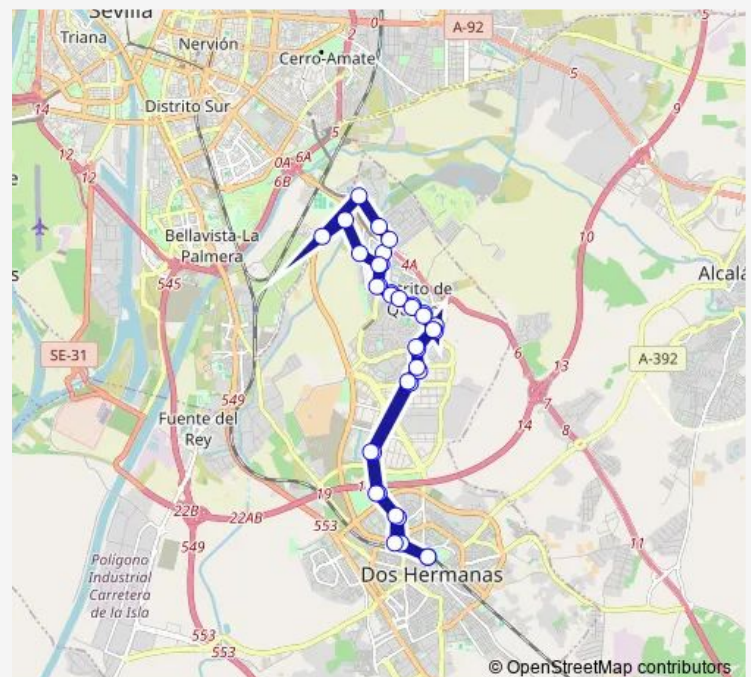 Sevilla
Triana
Nervión
Cerro-Amate
A-92
0
2
5
5
14
5
9
Distrito Sur
12
12
0A
6A
6B
10
Bellavista-La
Palmera
545
4A
SE-31
6
13
7
A-392
8
549
14
Fuente del
Rey
19
22B
22AB
553
549
11
Polígono
Industrial
Carretera
de la Isla
Dos Hermanas
553
553
© OpenStreetMap contributors